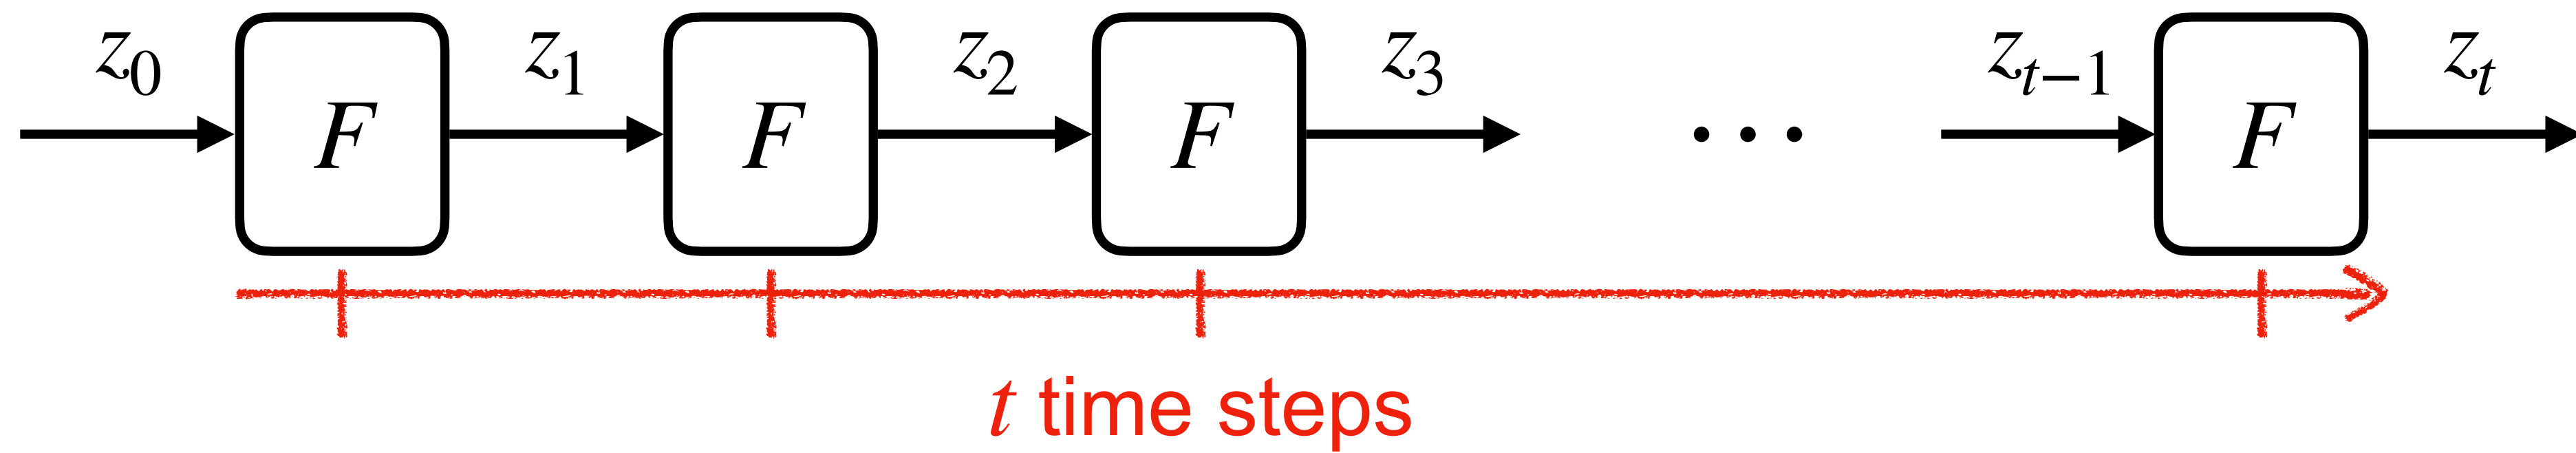 z₀ z₁ z₂ z₃ zₜ₋₁ zₜ
F F F ... F
t time steps